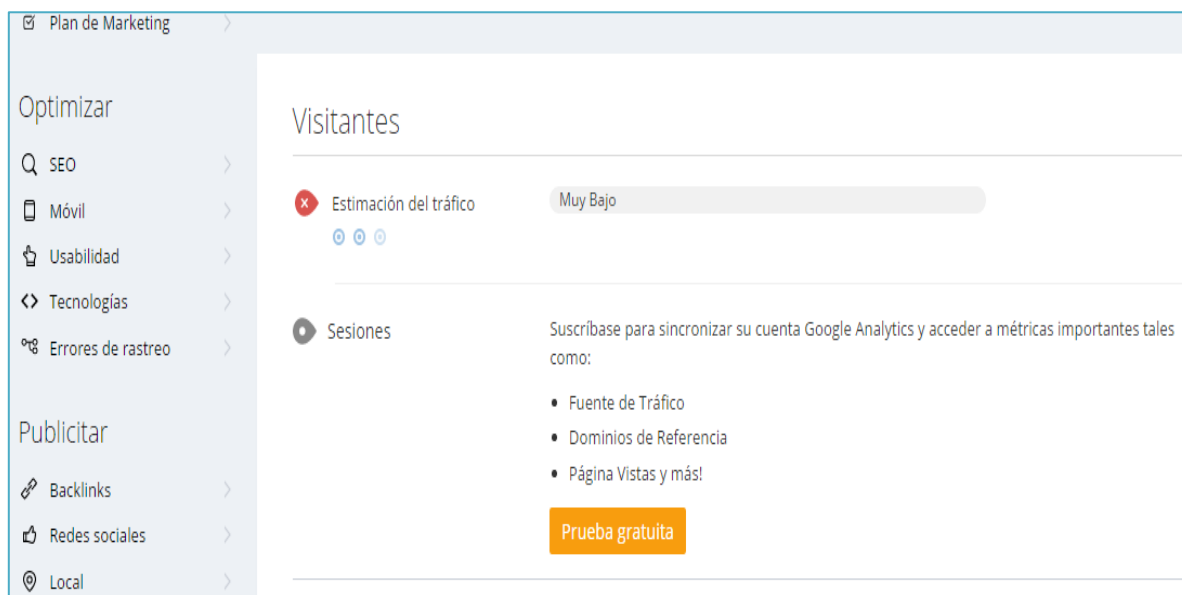 Plan de Marketing
Optimizar
SEO
Móvil
Usabilidad
Tecnologías
Errores de rastreo
Publicitar
Backlinks
Redes sociales
Local
Visitantes
Estimación del tráfico
Muy Bajo
Sesiones
Suscríbase para sincronizar su cuenta Google Analytics y acceder a métricas importantes tales
como:
• Fuente de Tráfico
• Dominios de Referencia
• Página Vistas y más!
Prueba gratuita